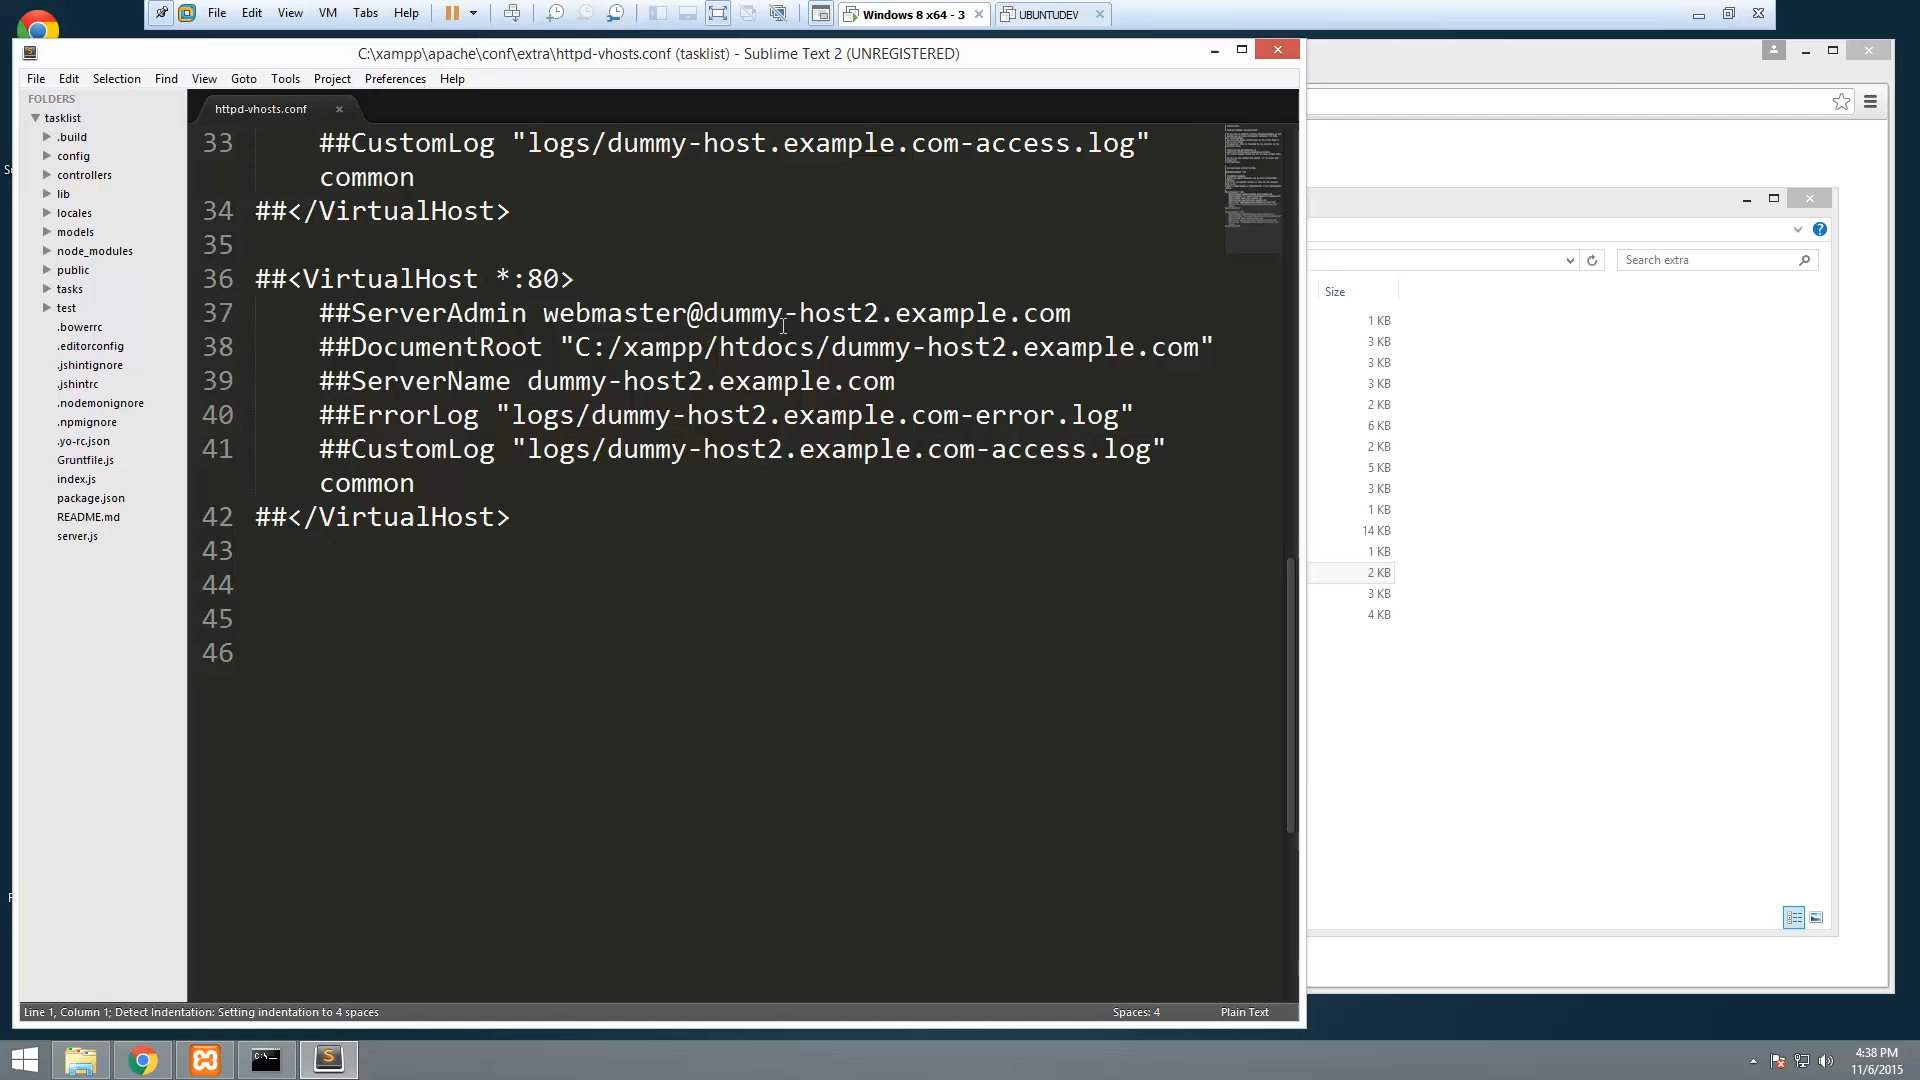 File Edit View VM Tabs Help
Windows 8 x64 - 3
UBUNTUDEV
C:\xampp\apache\conf\extra\httpd-vhosts.conf (tasklist) - Sublime Text 2 (UNREGISTERED)
File Edit Selection Find View Goto Tools Project Preferences Help
FOLDERS
tasklist
.build
config
controllers
lib
locales
models
node_modules
public
tasks
test
.bowerrc
.editorconfig
.jshintignore
.jshintrc
.nodemonignore
.npmignore
.yo-rc.json
Gruntfile.js
index.js
package.json
README.md
server.js
httpd-vhosts.conf
33 ##CustomLog "logs/dummy-host.example.com-access.log"
common
34 ##</VirtualHost>
35
36 ##<VirtualHost *:80>
37 ##ServerAdmin webmaster@dummy-host2.example.com
38 ##DocumentRoot "C:/xampp/htdocs/dummy-host2.example.com"
39 ##ServerName dummy-host2.example.com
40 ##ErrorLog "logs/dummy-host2.example.com-error.log"
41 ##CustomLog "logs/dummy-host2.example.com-access.log"
common
42 ##</VirtualHost>
43
44
45
46
Search extra
Size
1 KB
3 KB
3 KB
3 KB
2 KB
6 KB
2 KB
5 KB
3 KB
1 KB
14 KB
1 KB
2 KB
3 KB
4 KB
Line 1, Column 1; Detect Indentation: Setting indentation to 4 spaces
Spaces: 4
Plain Text
4:38 PM
11/6/2015